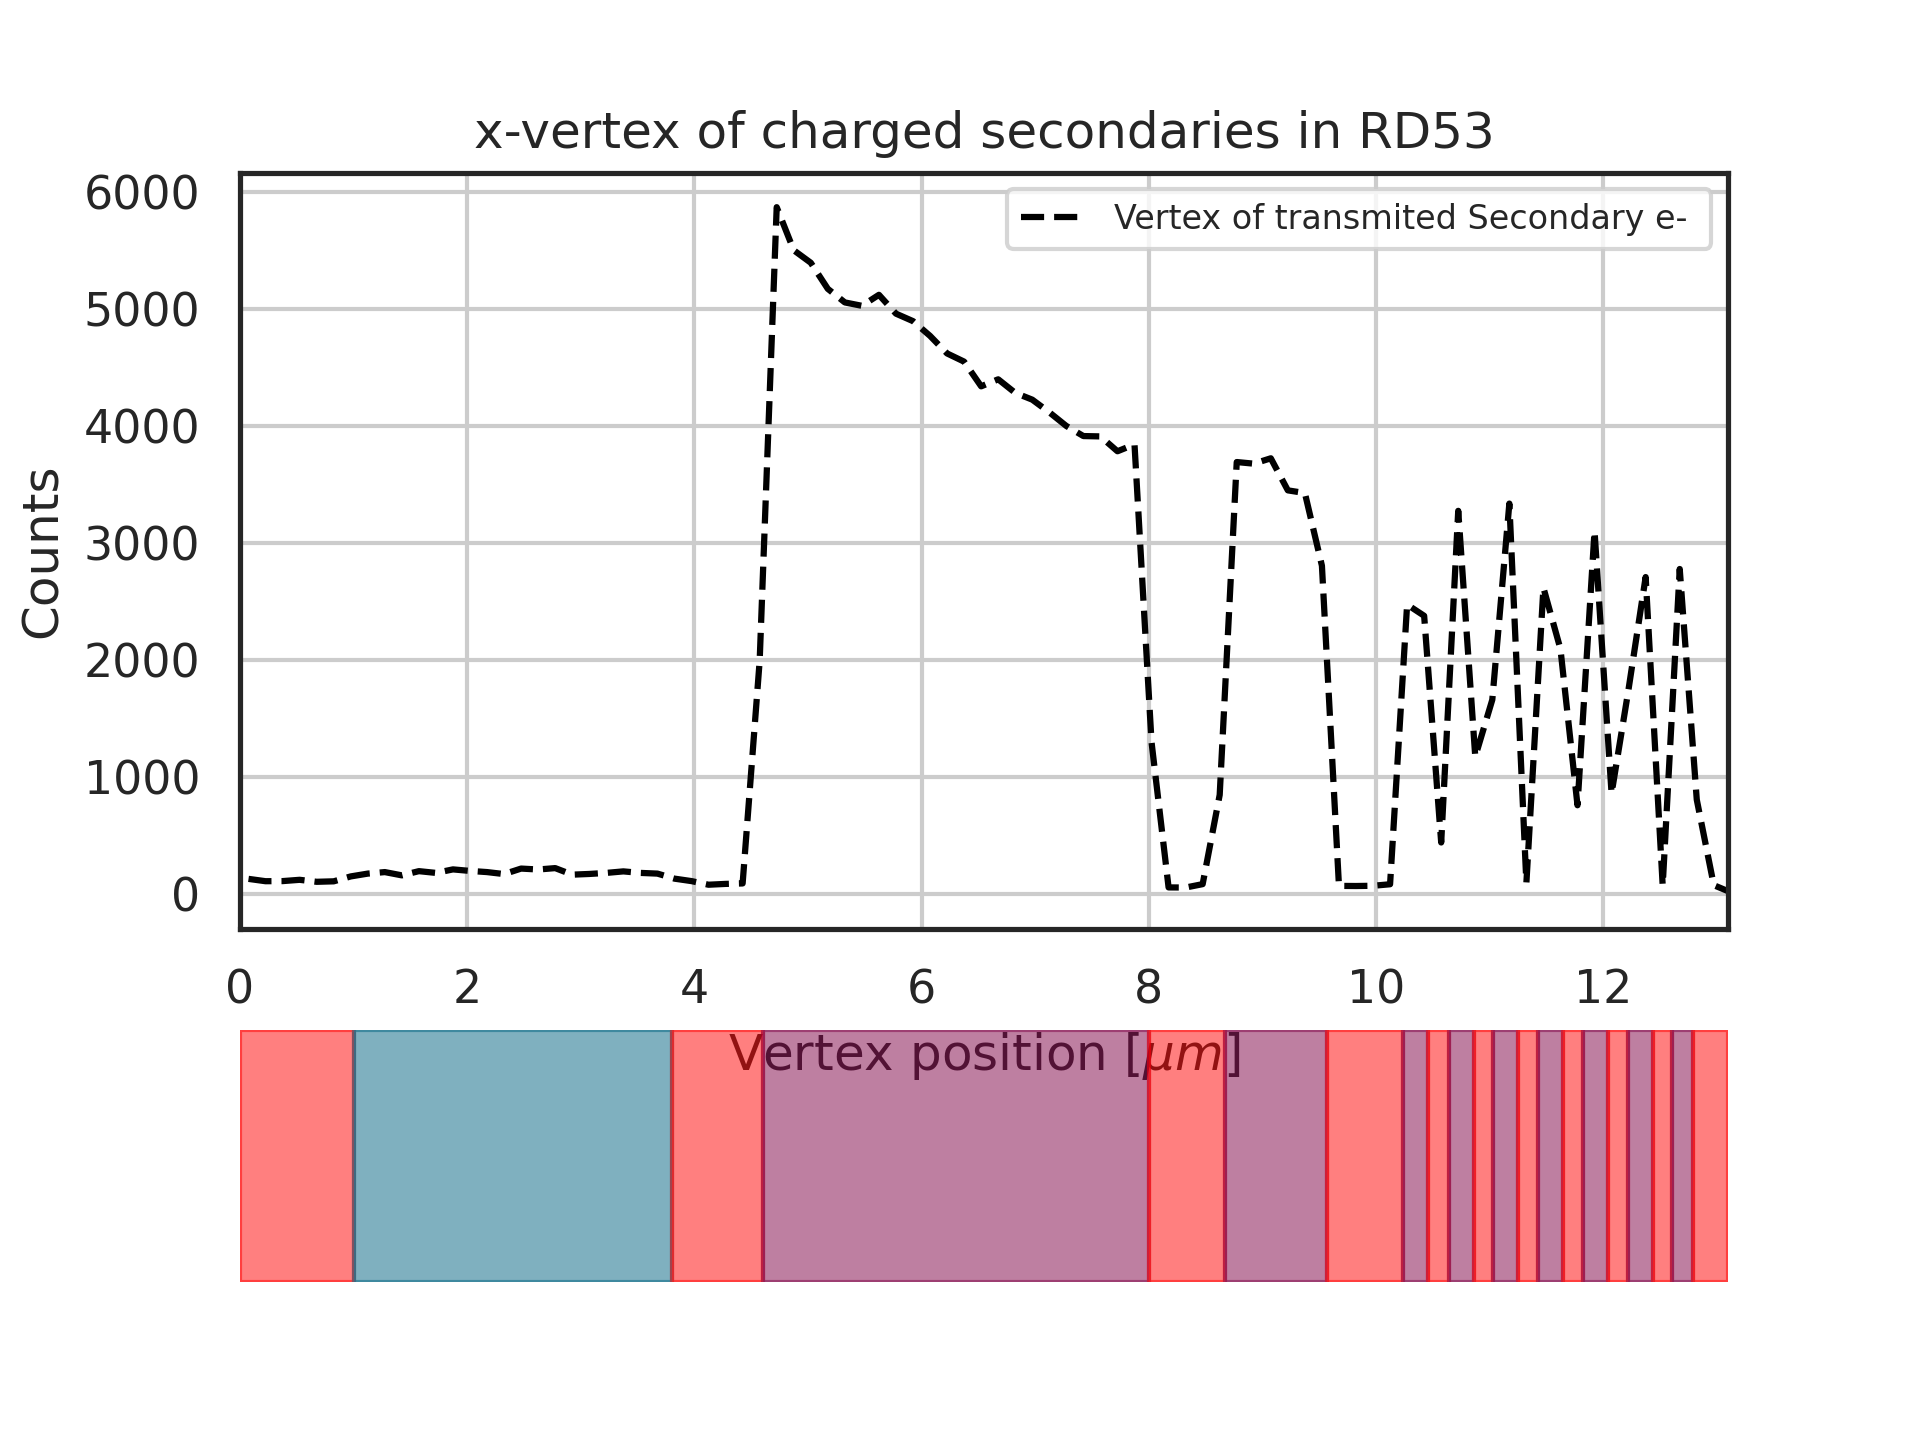 x-vertex of charged secondaries in RD53
Vertex of transmited Secondary e-
Counts
6000
5000
4000
3000
2000
1000
0
0 2 4 6 8 10 12
Vertex position [μm]